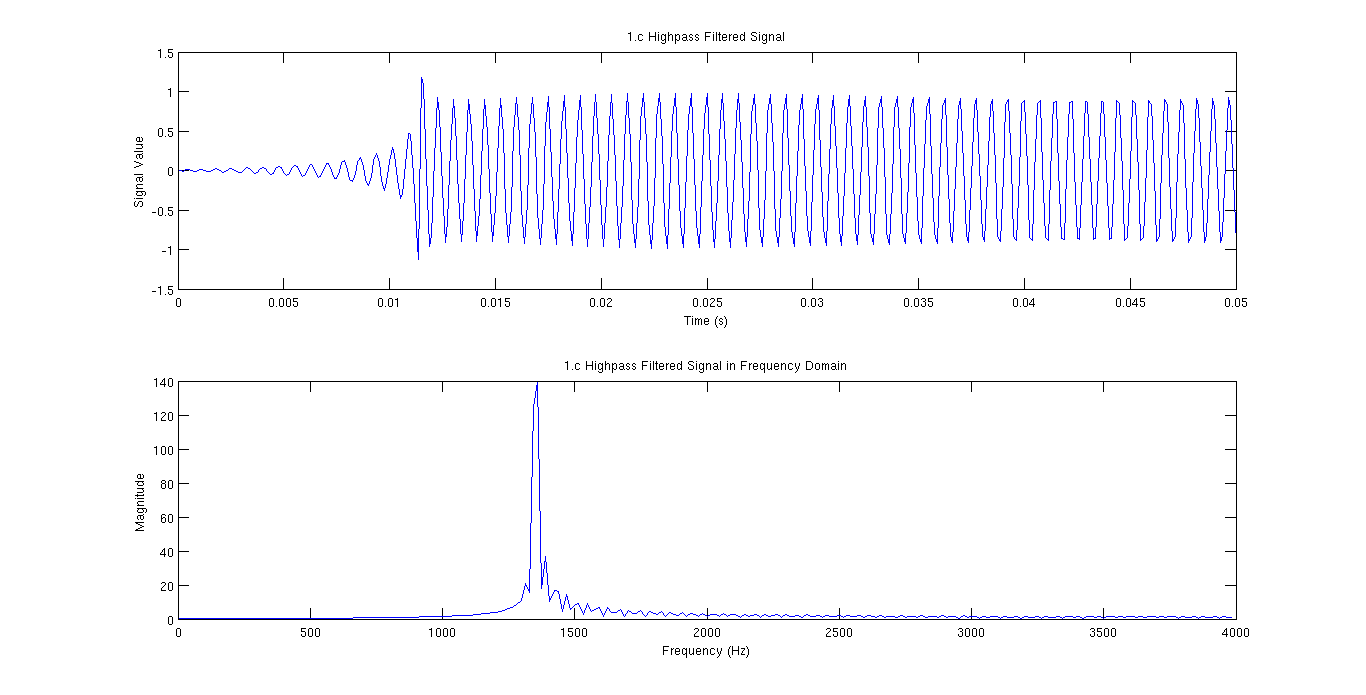 1.c Highpass Filtered Signal
1.5
1
0.5
0
-0.5
-1
-1.5
Signal Value
0 0.005 0.01 0.015 0.02 0.025 0.03 0.035 0.04 0.045 0.05
Time (s)
1.c Highpass Filtered Signal in Frequency Domain
140
120
100
80
60
40
20
0
Magnitude
0 500 1000 1500 2000 2500 3000 3500 4000
Frequency (Hz)